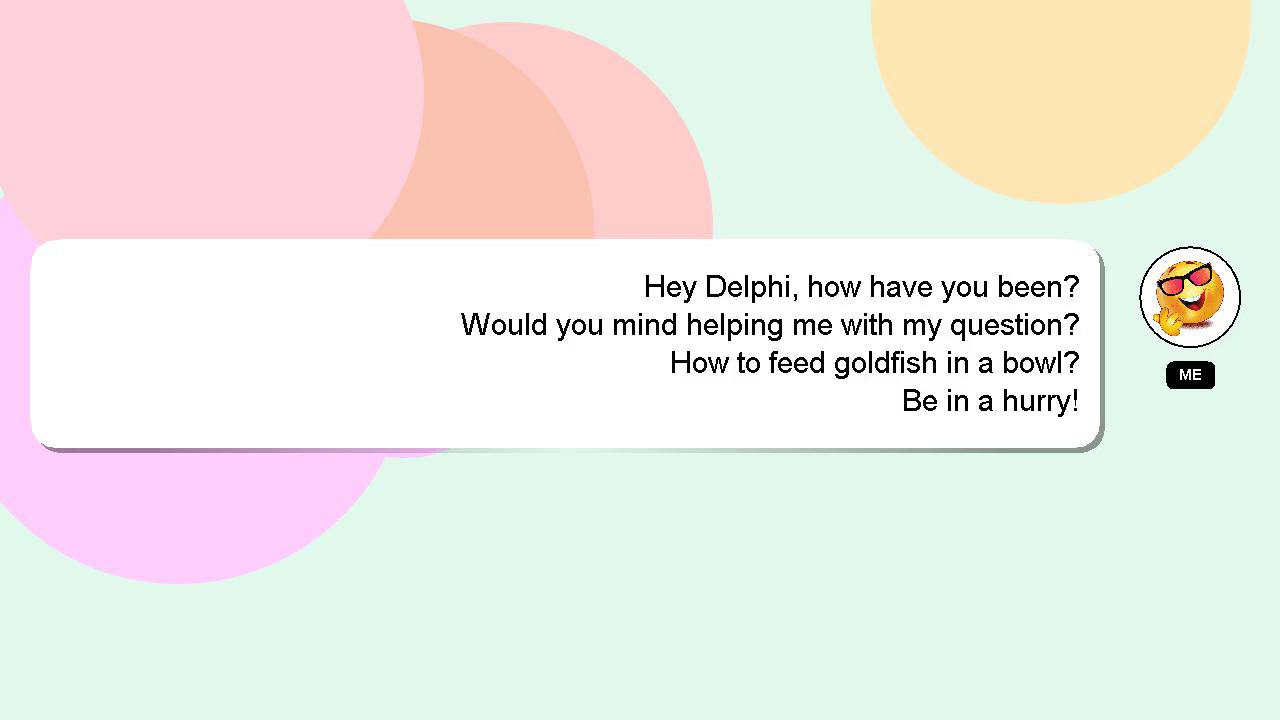 Hey Delphi, how have you been?
Would you mind helping me with my question?
How to feed goldfish in a bowl?
Be in a hurry!
ME